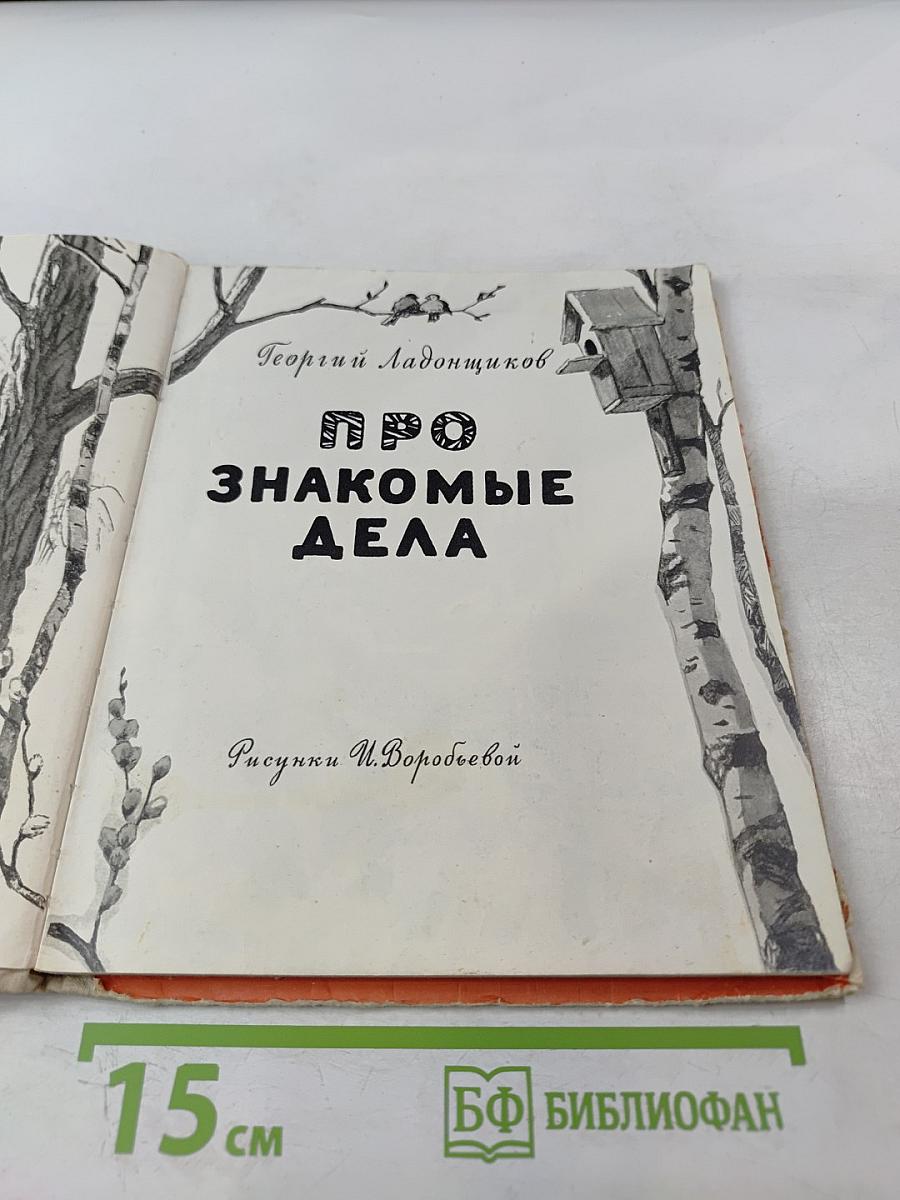 Георгий Ладонщиков
ПРО
ЗНАКОМЫЕ
ДЕЛА
Рисунки И. Воробьевой
15 см
БФ БИБЛИОФАН